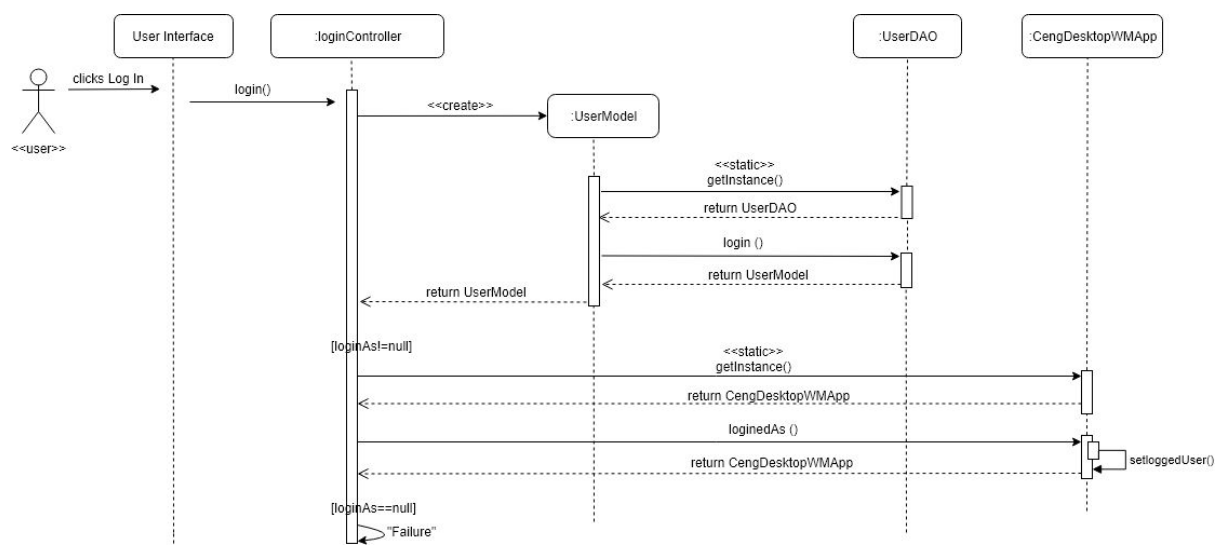 User Interface
:loginController
:UserDAO
:CengDesktopWMApp
clicks Log In
login()
<<create>>
:UserModel
<<user>>
<<static>>
getInstance()
return UserDAO
login ()
return UserModel
return UserModel
[loginAs!=null]
<<static>>
getInstance()
return CengDesktopWMApp
loginedAs ()
return CengDesktopWMApp
setloggedUser()
[loginAs==null]
"Failure"